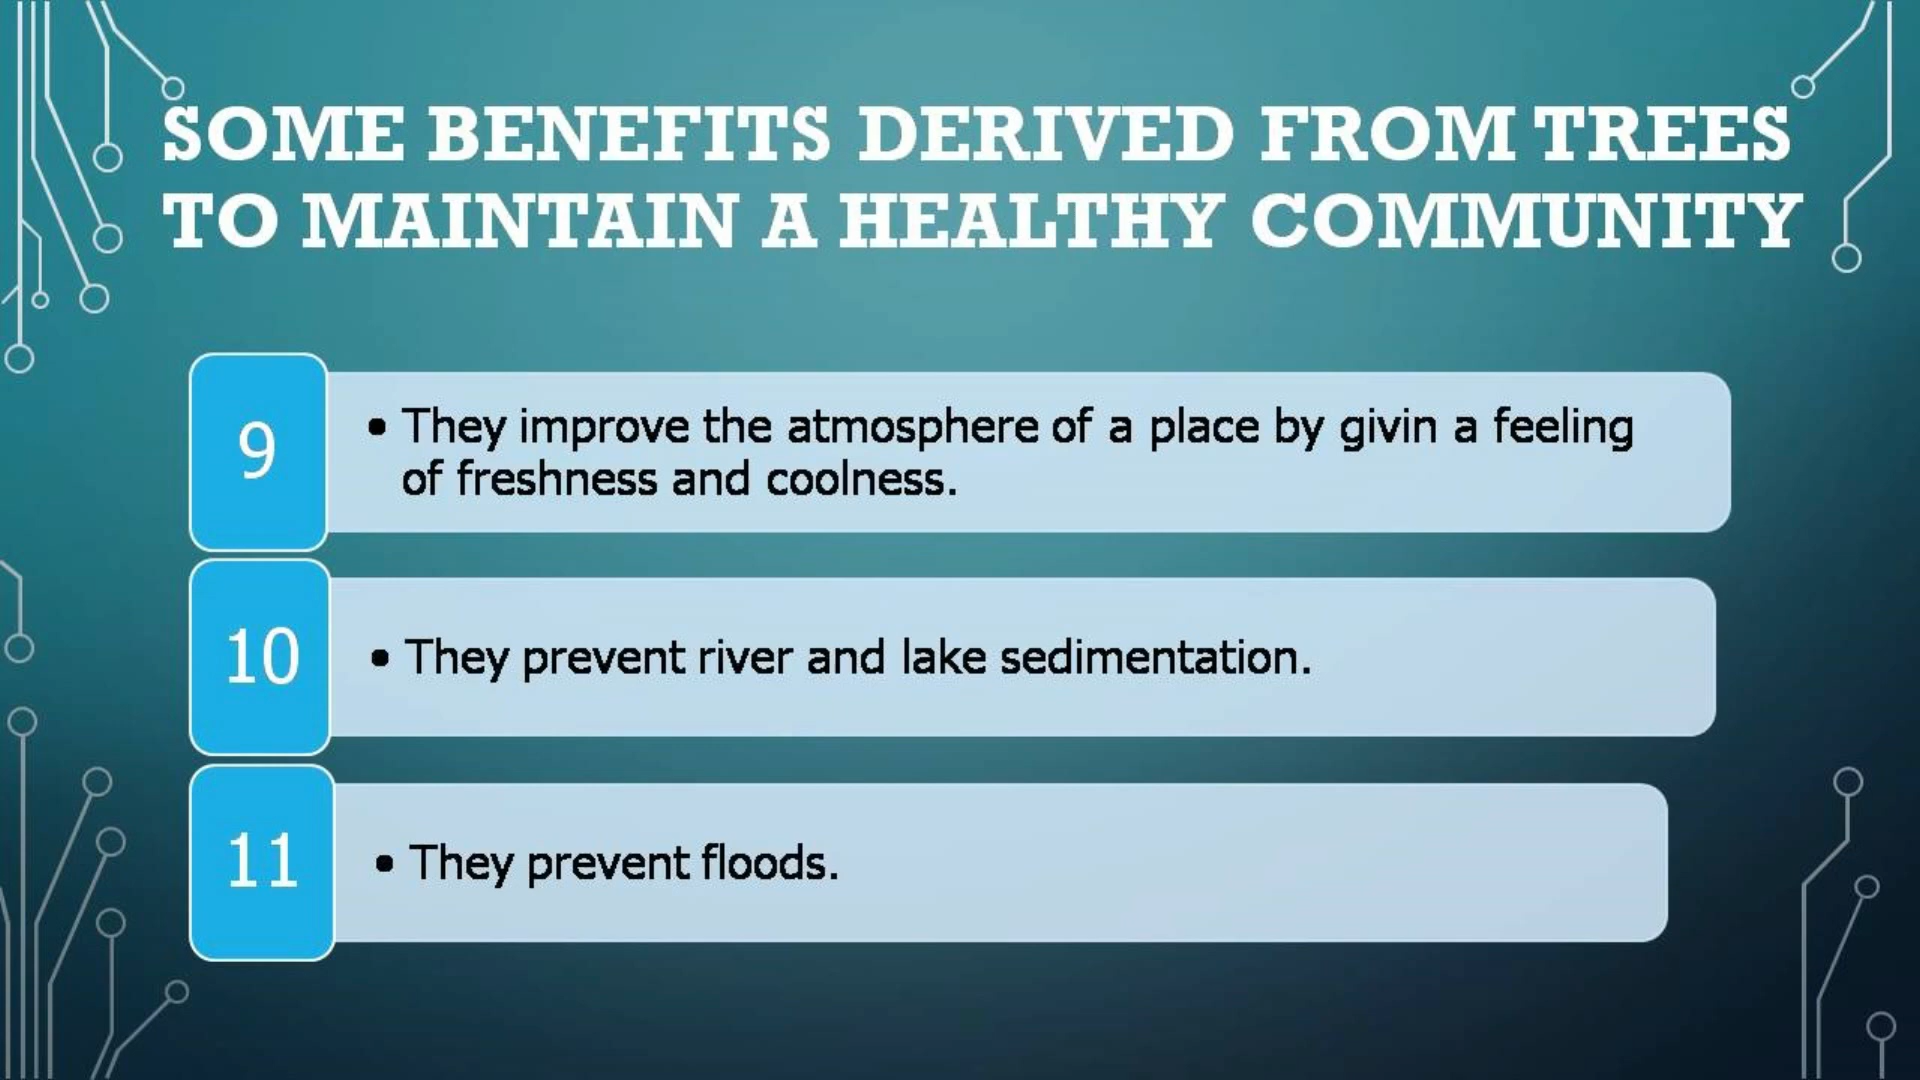 SOME BENEFITS DERIVED FROM TREES
TO MAINTAIN A HEALTHY COMMUNITY
9
• They improve the atmosphere of a place by givin a feeling
of freshness and coolness.
10
• They prevent river and lake sedimentation.
11
• They prevent floods.